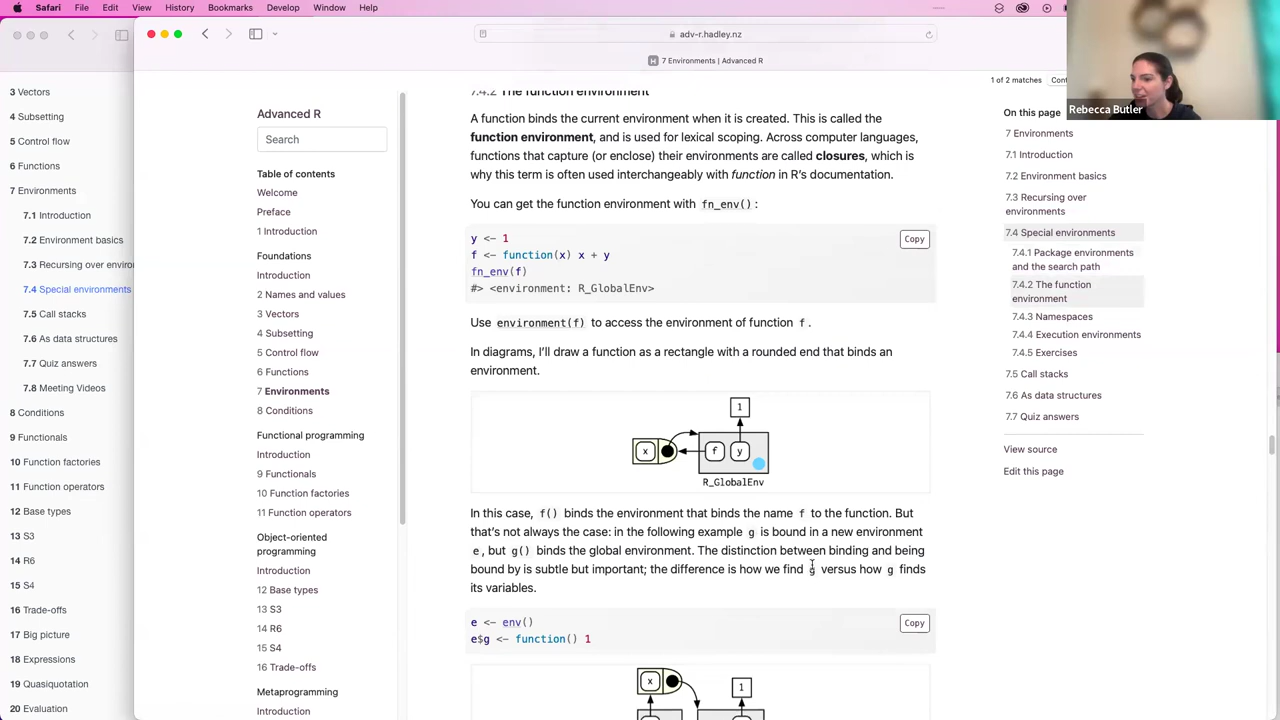 Safari File Edit View History Bookmarks Develop Window Help
adv-r.hadley.nz
7 Environments | Advanced R
1 of 2 matches
Rebecca Butler
3 Vectors
4 Subsetting
5 Control flow
6 Functions
7 Environments
7.1 Introduction
7.2 Environment basics
7.3 Recursing over enviro
7.4 Special environments
7.5 Call stacks
7.6 As data structures
7.7 Quiz answers
7.8 Meeting Videos
8 Conditions
9 Functionals
10 Function factories
11 Function operators
12 Base types
13 S3
14 R6
15 S4
16 Trade-offs
17 Big picture
18 Expressions
19 Quasiquotation
20 Evaluation
Advanced R
Search
Table of contents
Welcome
Preface
1 Introduction
Foundations
Introduction
2 Names and values
3 Vectors
4 Subsetting
5 Control flow
6 Functions
7 Environments
8 Conditions
Functional programming
Introduction
9 Functionals
10 Function factories
11 Function operators
Object-oriented
programming
Introduction
12 Base types
13 S3
14 R6
15 S4
16 Trade-offs
Metaprogramming
Introduction
7.4.2 The function environment
A function binds the current environment when it is created. This is called the
function environment, and is used for lexical scoping. Across computer languages,
functions that capture (or enclose) their environments are called closures, which is
why this term is often used interchangeably with function in R's documentation.
You can get the function environment with fn_env() :
y <- 1
f <- function(x) x + y
fn_env(f)
#> <environment: R_GlobalEnv>
Copy
Use environment(f) to access the environment of function f .
In diagrams, I'll draw a function as a rectangle with a rounded end that binds an
environment.
1
x f y
R_GlobalEnv
In this case, f() binds the environment that binds the name f to the function. But
that's not always the case: in the following example g is bound in a new environment
e , but g() binds the global environment. The distinction between binding and being
bound by is subtle but important; the difference is how we find g versus how g finds
its variables.
e <- env()
e$g <- function() 1
Copy
x 1
On this page
7 Environments
7.1 Introduction
7.2 Environment basics
7.3 Recursing over
environments
7.4 Special environments
7.4.1 Package environments
and the search path
7.4.2 The function
environment
7.4.3 Namespaces
7.4.4 Execution environments
7.4.5 Exercises
7.5 Call stacks
7.6 As data structures
7.7 Quiz answers
View source
Edit this page